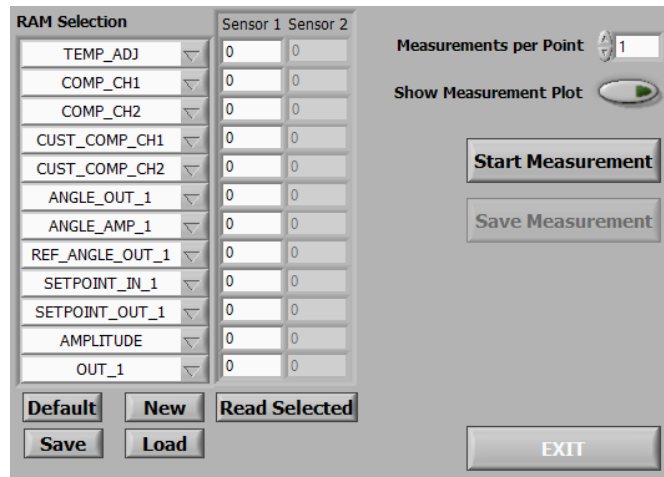 RAM Selection
Sensor 1 Sensor 2
TEMP_ADJ 0 0
COMP_CH1 0 0
COMP_CH2 0 0
CUST_COMP_CH1 0 0
CUST_COMP_CH2 0 0
ANGLE_OUT_1 0 0
ANGLE_AMP_1 0 0
REF_ANGLE_OUT_1 0 0
SETPOINT_IN_1 0 0
SETPOINT_OUT_1 0 0
AMPLITUDE 0 0
OUT_1 0 0
Default New Read Selected
Save Load
Measurements per Point 1
Show Measurement Plot
Start Measurement
Save Measurement
EXIT